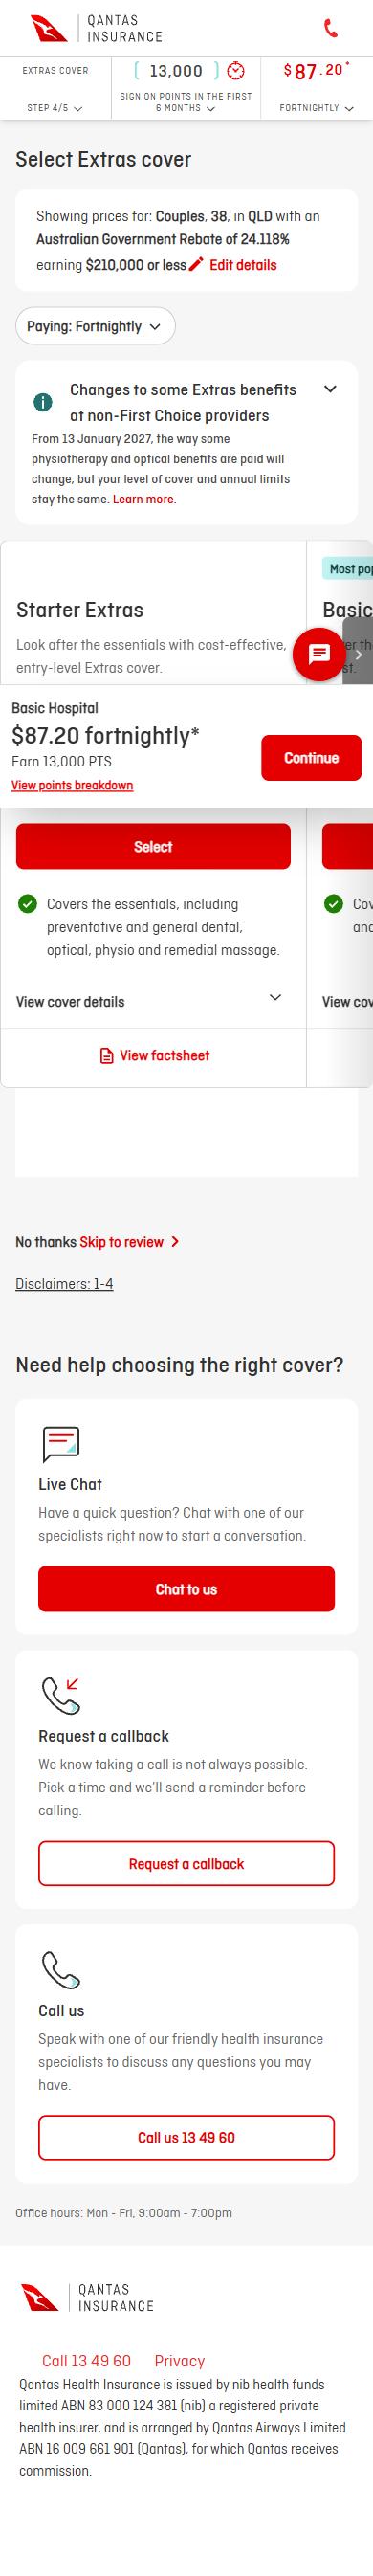 QANTAS
INSURANCE
EXTRAS COVER
STEP 4/5
13,000
SIGN ON POINTS IN THE FIRST
6 MONTHS
$87.20*
FORTNIGHTLY
Select Extras cover
Showing prices for: Couples, 38, in QLD with an
Australian Government Rebate of 24.118%
earning $210,000 or less Edit details
Paying: Fortnightly
Changes to some Extras benefits
at non-First Choice providers
From 13 January 2027, the way some
physiotherapy and optical benefits are paid will
change, but your level of cover and annual limits
stay the same. Learn more.
Starter Extras
Look after the essentials with cost-effective,
entry-level Extras cover.
Most pop
Basic
Basic Hospital
$87.20 fortnightly*
Earn 13,000 PTS
View points breakdown
Continue
Select
Covers the essentials, including
preventative and general dental,
optical, physio and remedial massage.
View cover details
View factsheet
Cov
and
View cov
No thanks Skip to review
Disclaimers: 1-4
Need help choosing the right cover?
Live Chat
Have a quick question? Chat with one of our
specialists right now to start a conversation.
Chat to us
Request a callback
We know taking a call is not always possible.
Pick a time and we'll send a reminder before
calling.
Request a callback
Call us
Speak with one of our friendly health insurance
specialists to discuss any questions you may
have.
Call us 13 49 60
Office hours: Mon - Fri, 9:00am - 7:00pm
QANTAS
INSURANCE
Call 13 49 60 Privacy
Qantas Health Insurance is issued by nib health funds
limited ABN 83 000 124 381 (nib) a registered private
health insurer, and is arranged by Qantas Airways Limited
ABN 16 009 661 901 (Qantas), for which Qantas receives
commission.